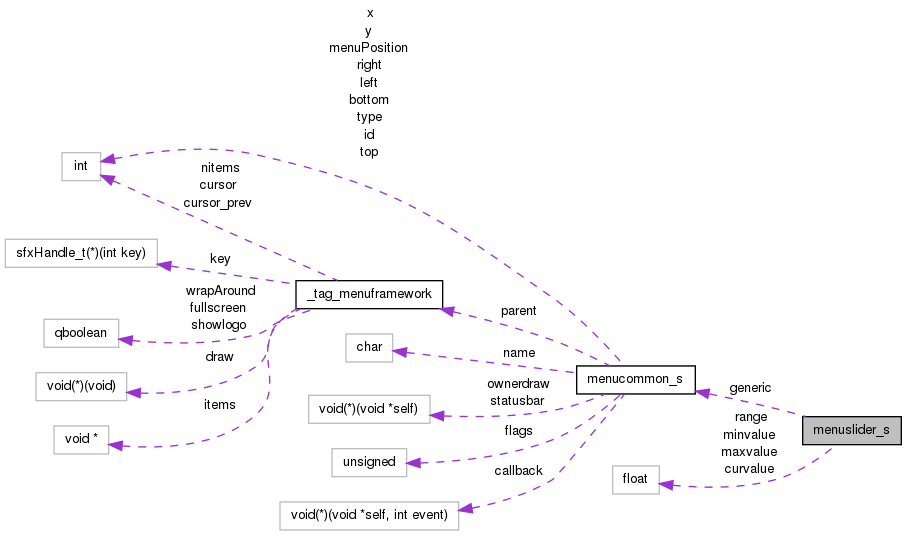 x
y
menuPosition
right
left
bottom
type
id
top
int
nitems
cursor
cursor_prev
sfxHandle_t(*)(int key)
key
_tag_menuframework
wrapAround
fullscreen
showlogo
qboolean
parent
char
name
draw
void(*)(void)
menucommon_s
ownerdraw
statusbar
generic
items
void(*)(void *self)
void *
flags
range
minvalue
maxvalue
curvalue
menuslider_s
unsigned
callback
float
void(*)(void *self, int event)